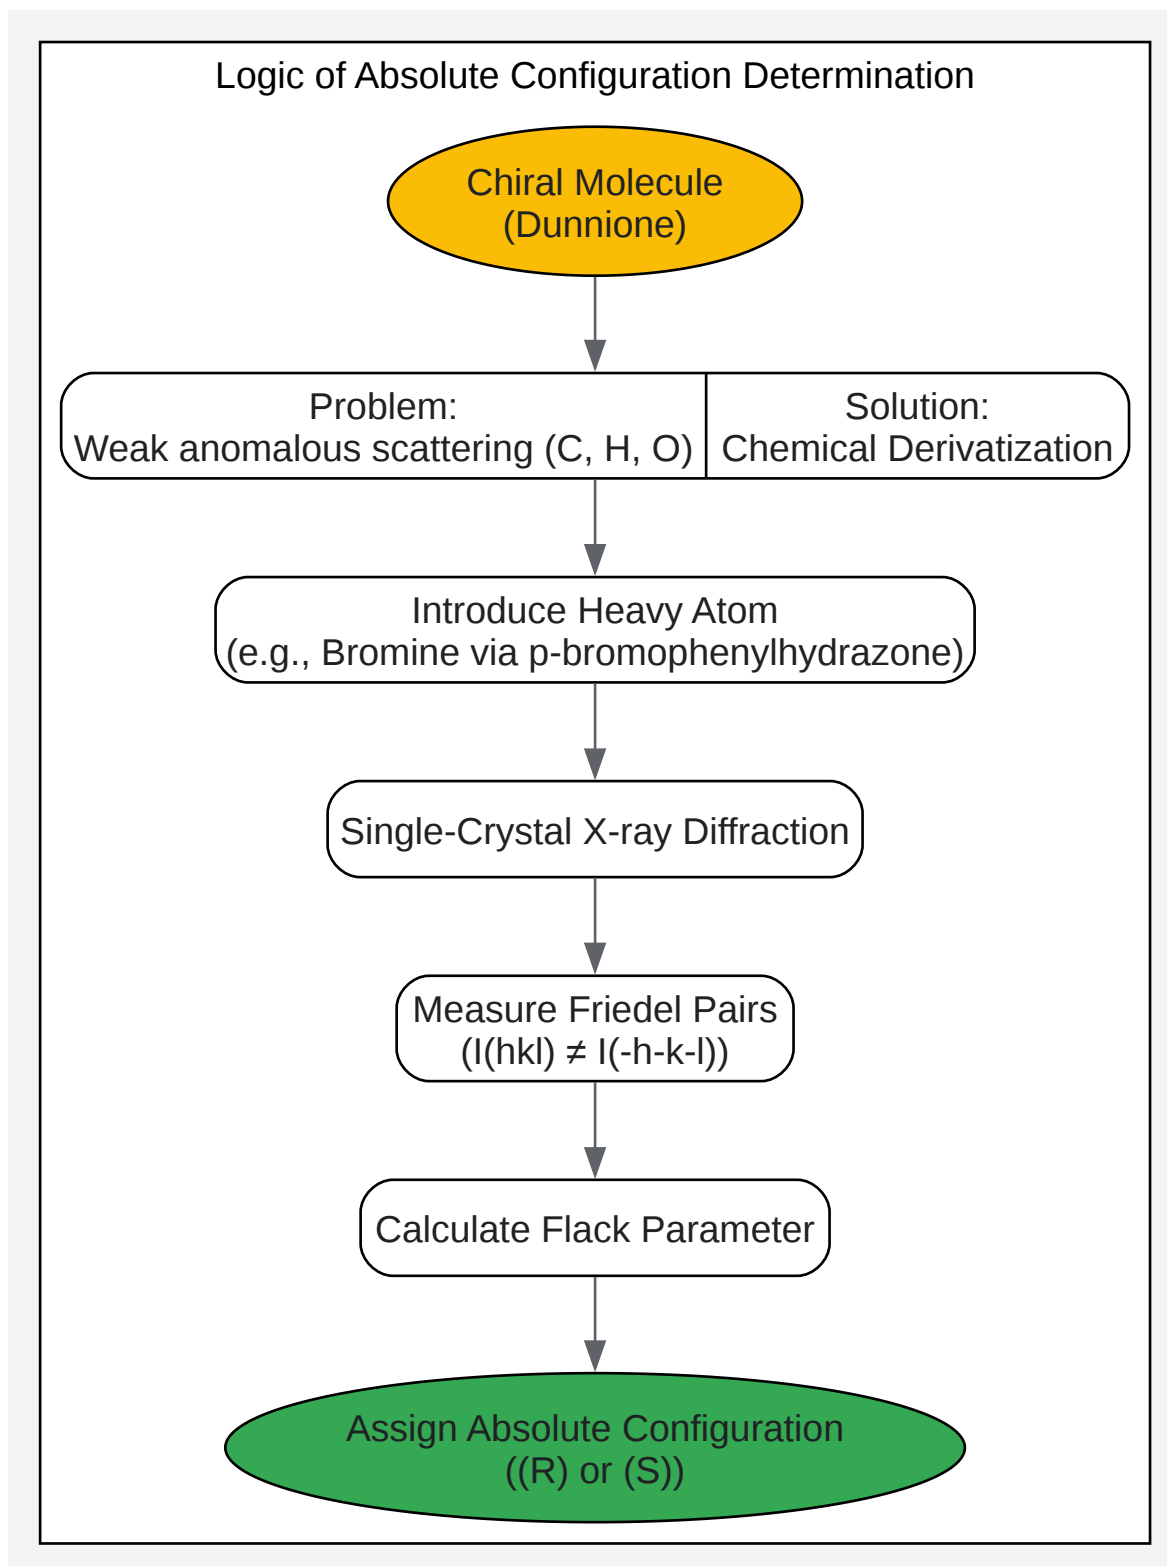 Logic of Absolute Configuration Determination
Chiral Molecule
(Dunnione)
Problem:
Weak anomalous scattering (C, H, O)
Solution:
Chemical Derivatization
Introduce Heavy Atom
(e.g., Bromine via p-bromophenylhydrazone)
Single-Crystal X-ray Diffraction
Measure Friedel Pairs
(I(hkl) ≠ I(-h-k-l))
Calculate Flack Parameter
Assign Absolute Configuration
((R) or (S))